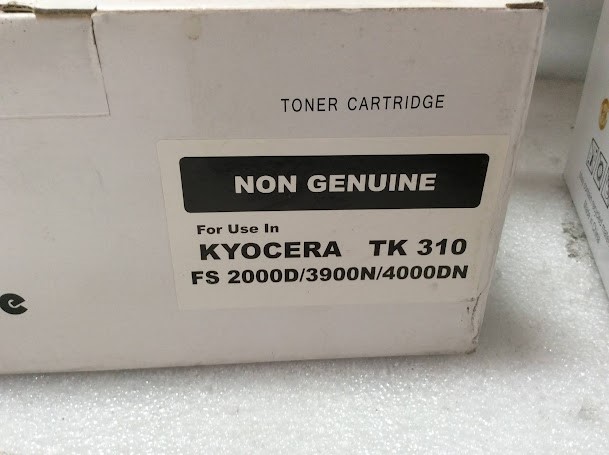 TONER CARTRIDGE
NON GENUINE
For Use In
KYOCERA TK 310
FS 2000D/3900N/4000DN
e